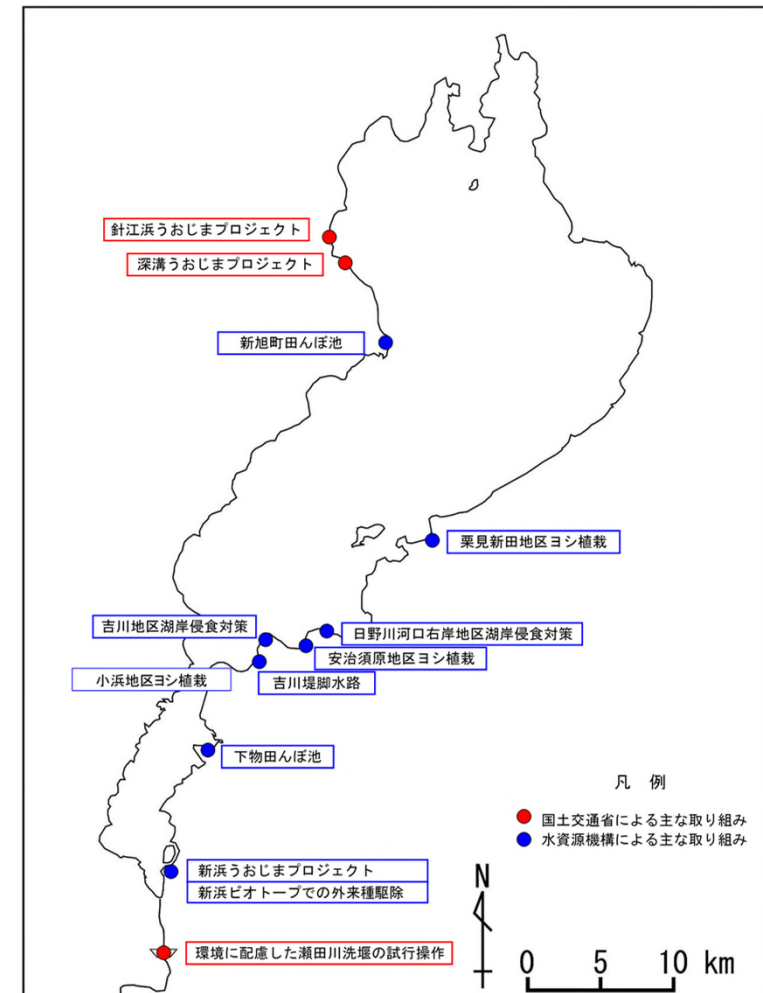 針江浜うおじまプロジェクト
深溝うおじまプロジェクト
新旭町田んぼ池
栗見新田地区ヨシ植栽
吉川地区湖岸侵食対策
日野川河口右岸地区湖岸侵食対策
安治須原地区ヨシ植栽
小浜地区ヨシ植栽
吉川堤脚水路
下物田んぼ池
凡 例
国土交通省による主な取り組み
水資源機構による主な取り組み
新浜うおじまプロジェクト
新浜ビオトープでの外来種駆除
環境に配慮した瀬田川洗堰の試行操作
N
0 5 10 km